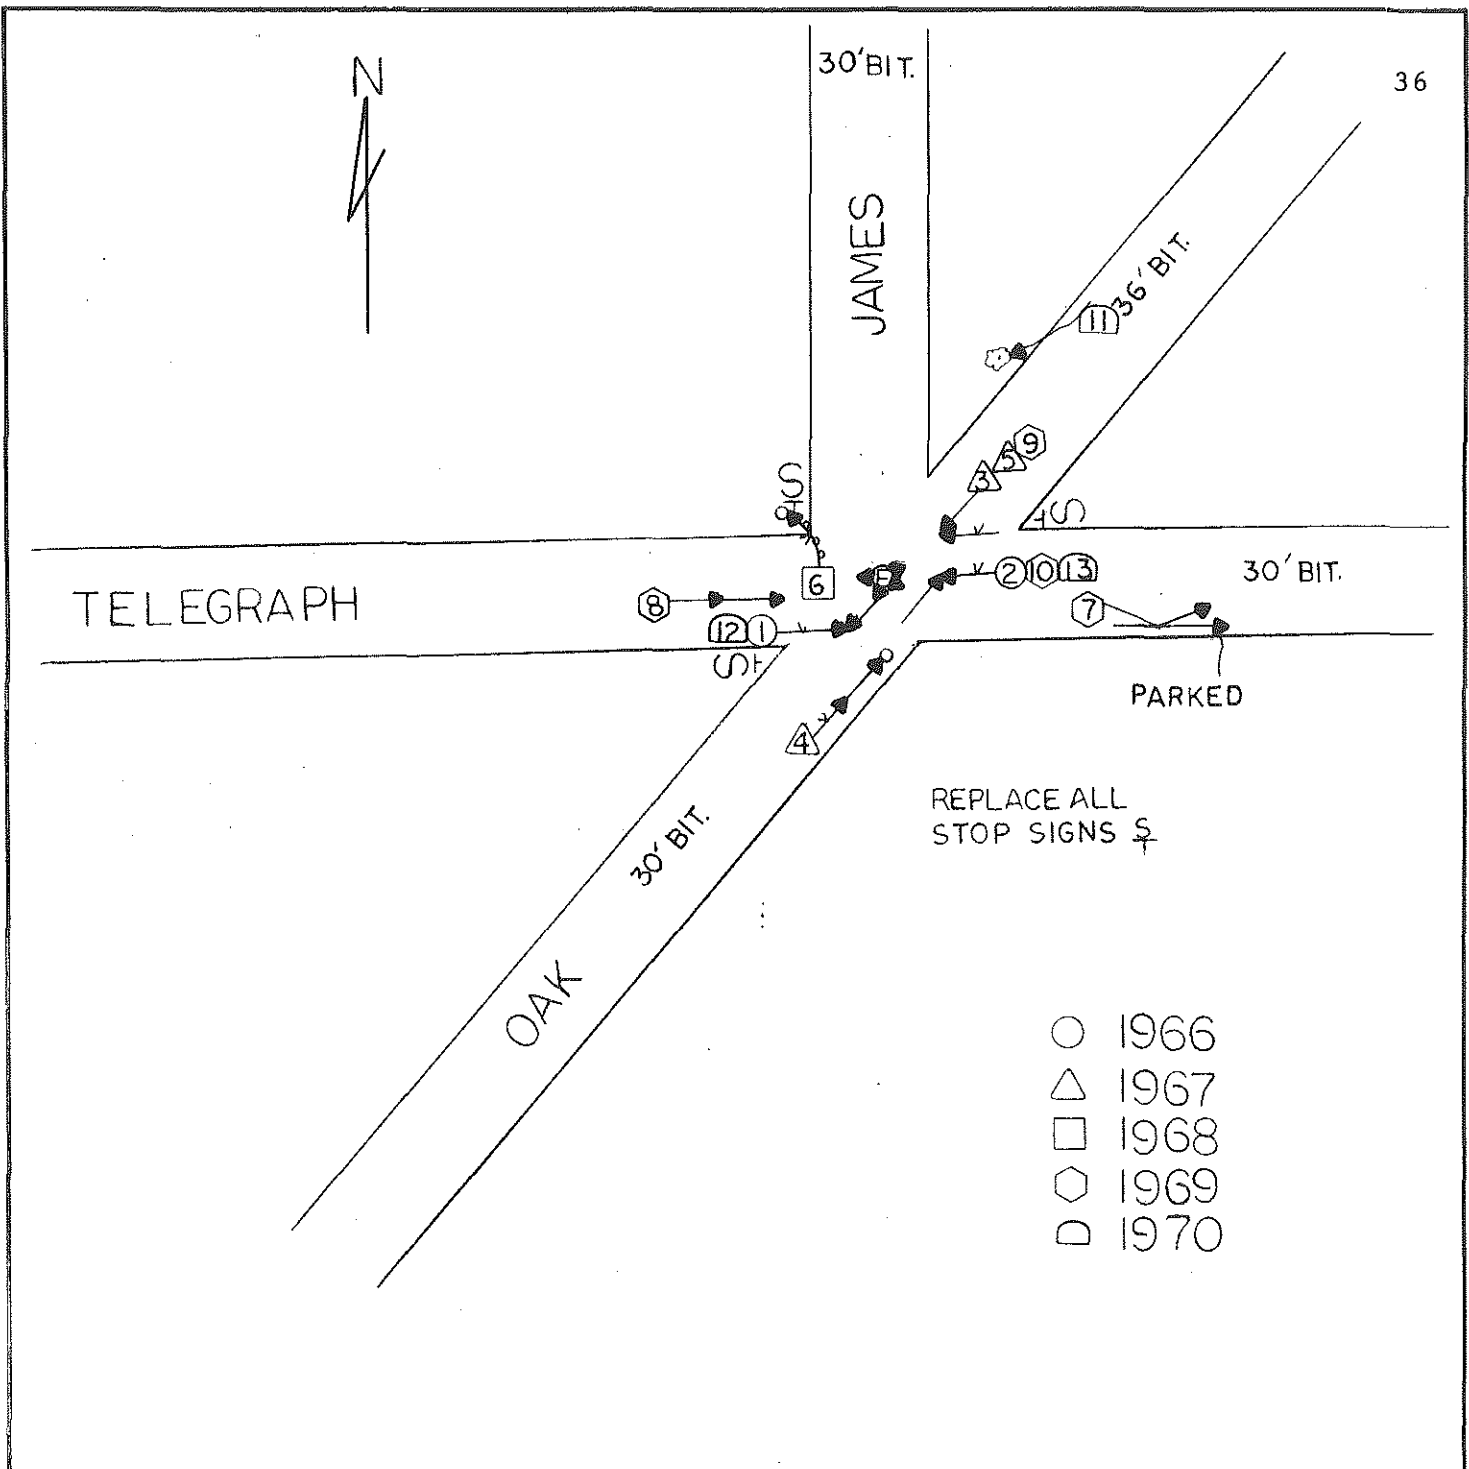 36
N
30' BIT.
JAMES
36' BIT.
11
9
5
3
S
S
6
2 10 13
30' BIT.
TELEGRAPH
8
7
12 1
S
PARKED
4
REPLACE ALL
STOP SIGNS S
30' BIT.
OAK
1966
1967
1968
1969
1970